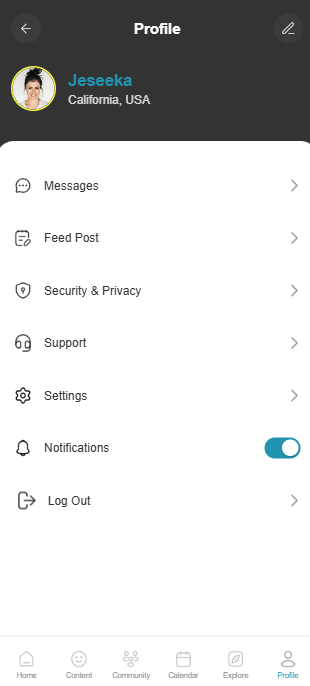 Profile
Jeseeka
California, USA
Messages
Feed Post
Security & Privacy
Support
Settings
Notifications
Log Out
Home Content Community Calendar Explore Profile